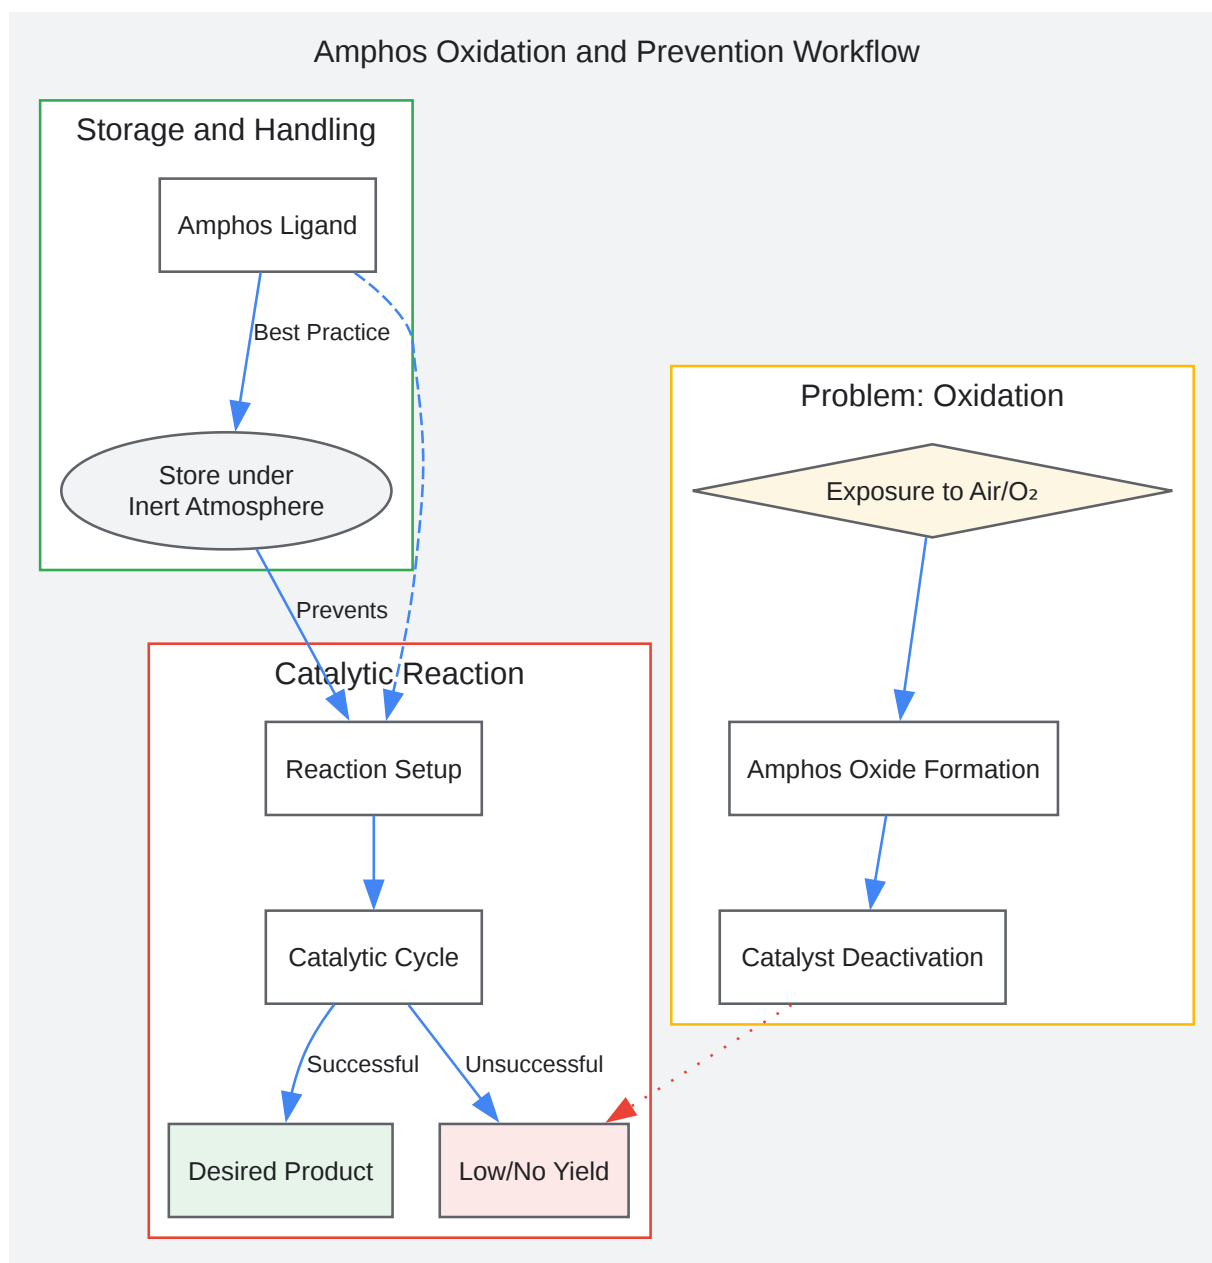 Amphos Oxidation and Prevention Workflow
Storage and Handling
Amphos Ligand
Best Practice
Store under
Inert Atmosphere
Prevents
Problem: Oxidation
Exposure to Air/O₂
Amphos Oxide Formation
Catalyst Deactivation
Catalytic Reaction
Reaction Setup
Catalytic Cycle
Successful
Unsuccessful
Desired Product
Low/No Yield